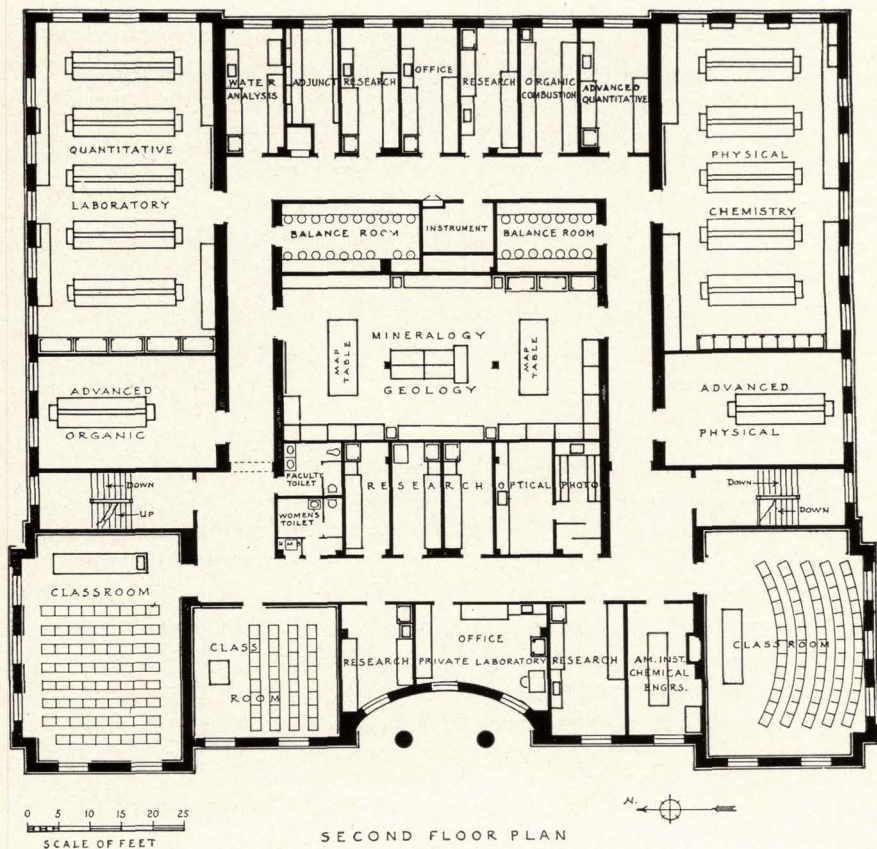 WATER
ANALYSIS
ADJUNCT
RESEARCH
OFFICE
RESEARCH
ORGANIC
COMBUSTION
ADVANCED
QUANTITATIVE
QUANTITATIVE
LABORATORY
PHYSICAL
CHEMISTRY
BALANCE ROOM
INSTRUMENT
BALANCE ROOM
MINERALOGY
GEOLOGY
MAP
TABLE
MAP
TABLE
ADVANCED
ORGANIC
ADVANCED
PHYSICAL
FACULTY
TOILET
RESEARCH
OPTICAL
PHOTO
WOMENS
TOILET
DOWN
UP
DOWN
DOWN
CLASSROOM
CLASS
ROOM
RESEARCH
OFFICE
PRIVATE LABORATORY
RESEARCH
AM. INST.
CHEMICAL
ENGRS.
CLASS ROOM
0 5 10 15 20 25
SCALE OF FEET
SECOND FLOOR PLAN
N.